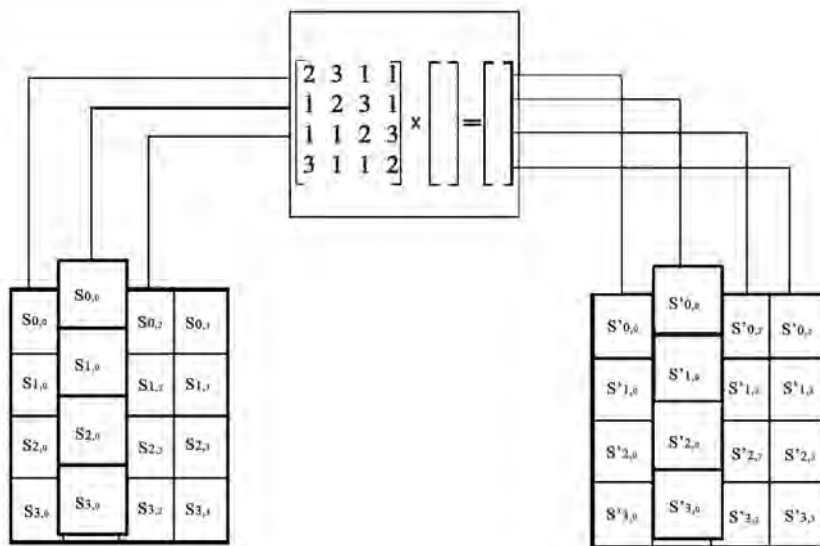 2 3 1 1
1 2 3 1
1 1 2 3
3 1 1 2
x =
S0,0 S0,0 S0,2 S0,3
S1,0 S1,0 S1,2 S1,3
S2,0 S2,0 S2,2 S2,3
S3,0 S3,0 S3,2 S3,3
S'0,0 S'0,0 S'0,2 S'0,3
S'1,0 S'1,0 S'1,2 S'1,3
S'2,0 S'2,0 S'2,2 S'2,3
S'3,0 S'3,0 S'3,2 S'3,3